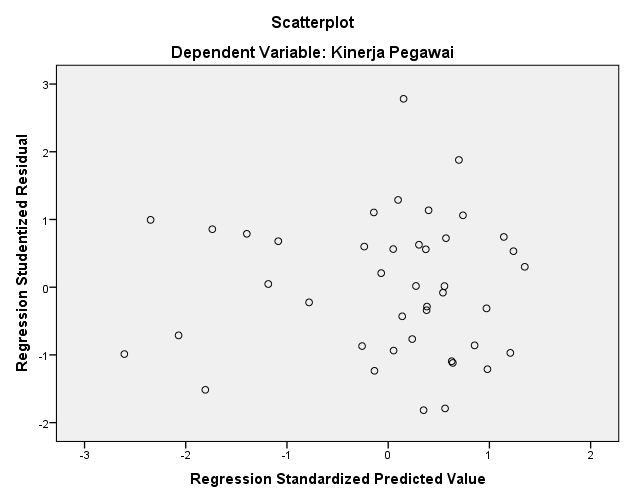 Scatterplot
Dependent Variable: Kinerja Pegawai
Regression Studentized Residual
3
2
1
0
-1
-2
-3 -2 -1 0 1 2
Regression Standardized Predicted Value